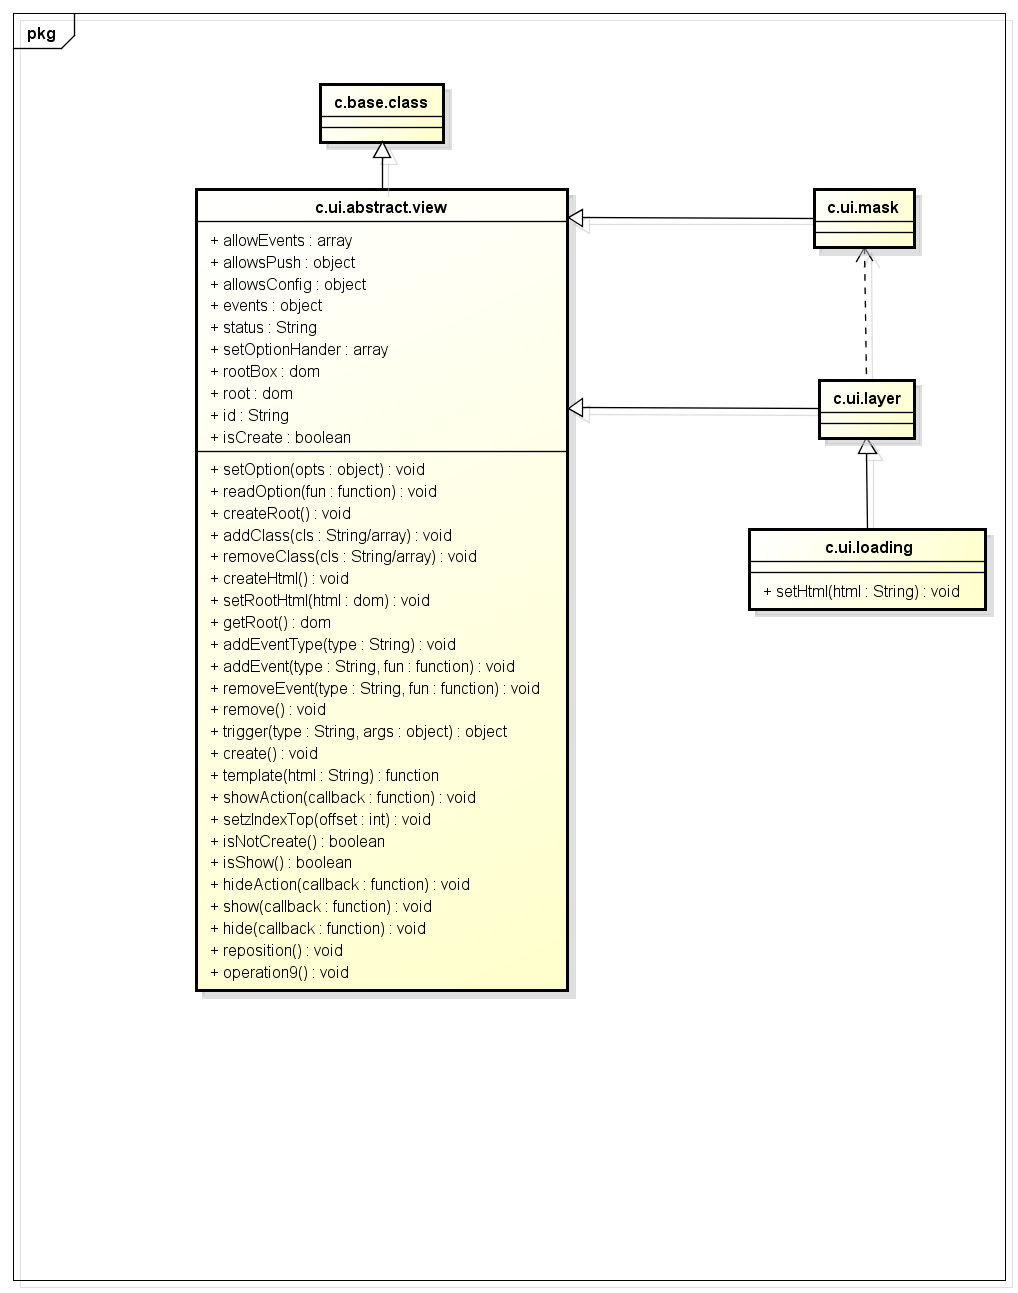 pkg
c.base.class
c.ui.abstract.view
+ allowEvents : array
+ allowsPush : object
+ allowsConfig : object
+ events : object
+ status : String
+ setOptionHander : array
+ rootBox : dom
+ root : dom
+ id : String
+ isCreate : boolean
+ setOption(opts : object) : void
+ readOption(fun : function) : void
+ createRoot() : void
+ addClass(cls : String/array) : void
+ removeClass(cls : String/array) : void
+ createHtml() : void
+ setRootHtml(html : dom) : void
+ getRoot() : dom
+ addEventType(type : String) : void
+ addEvent(type : String, fun : function) : void
+ removeEvent(type : String, fun : function) : void
+ remove() : void
+ trigger(type : String, args : object) : object
+ create() : void
+ template(html : String) : function
+ showAction(callback : function) : void
+ setzIndexTop(offset : int) : void
+ isNotCreate() : boolean
+ isShow() : boolean
+ hideAction(callback : function) : void
+ show(callback : function) : void
+ hide(callback : function) : void
+ reposition() : void
+ operation9() : void
c.ui.mask
c.ui.layer
c.ui.loading
+ setHtml(html : String) : void